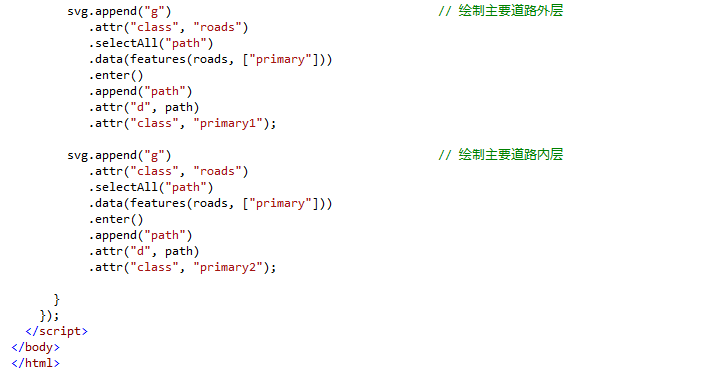 svg.append("g") // 绘制主要道路外层
.attr("class", "roads")
.selectAll("path")
.data(features(roads, ["primary"]))
.enter()
.append("path")
.attr("d", path)
.attr("class", "primary1");
svg.append("g") // 绘制主要道路内层
.attr("class", "roads")
.selectAll("path")
.data(features(roads, ["primary"]))
.enter()
.append("path")
.attr("d", path)
.attr("class", "primary2");
}
});
</script>
</body>
</html>